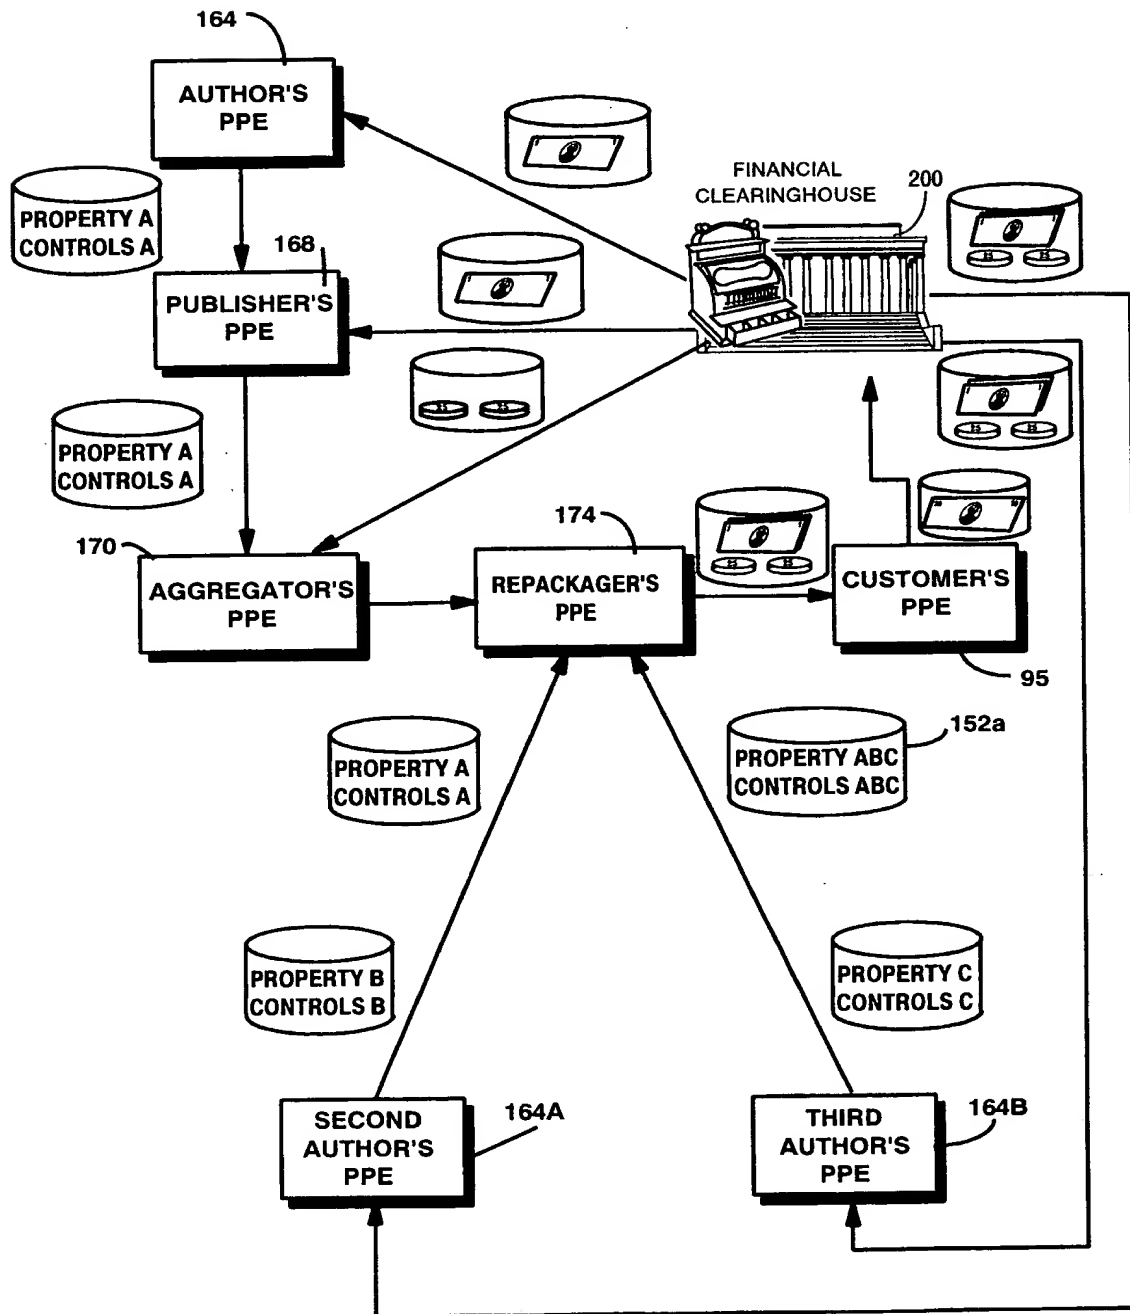 164
AUTHOR'S
PPE
PROPERTY A
CONTROLS A
FINANCIAL
CLEARINGHOUSE
200
168
PUBLISHER'S
PPE
PROPERTY A
CONTROLS A
170
AGGREGATOR'S
PPE
174
REPACKAGER'S
PPE
CUSTOMER'S
PPE
95
PROPERTY A
CONTROLS A
152a
PROPERTY ABC
CONTROLS ABC
PROPERTY B
CONTROLS B
PROPERTY C
CONTROLS C
SECOND
AUTHOR'S
PPE
164A
THIRD
AUTHOR'S
PPE
164B